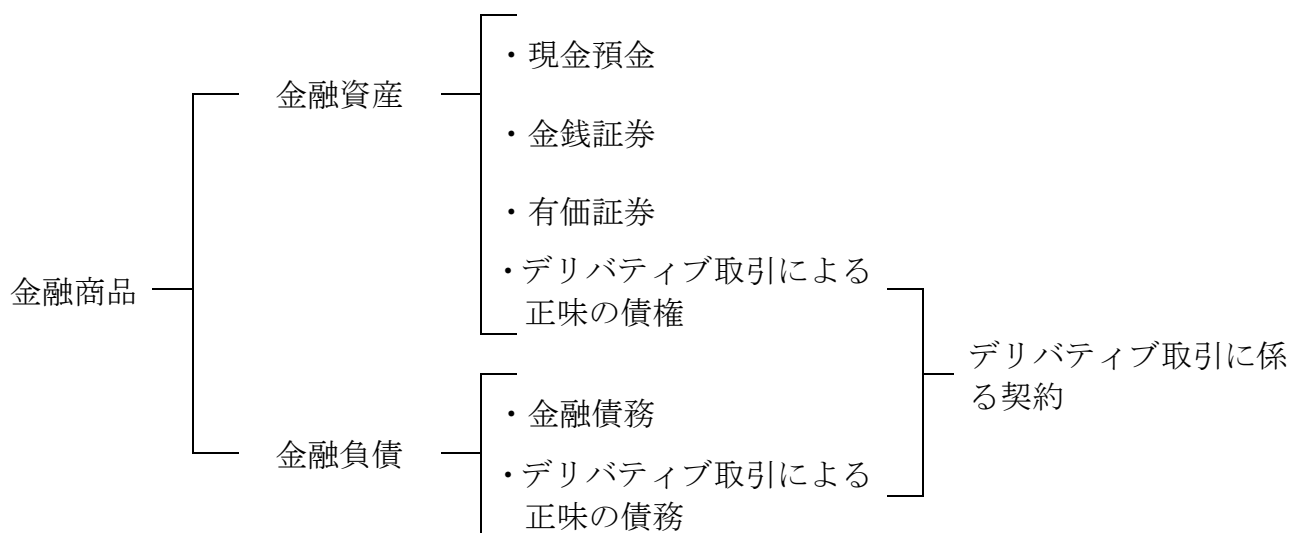 ・現金預金
金融資産
・金銭証券
・有価証券
・デリバティブ取引による
正味の債権
金融商品
デリバティブ取引に係
る契約
・金融債務
金融負債
・デリバティブ取引による
正味の債務